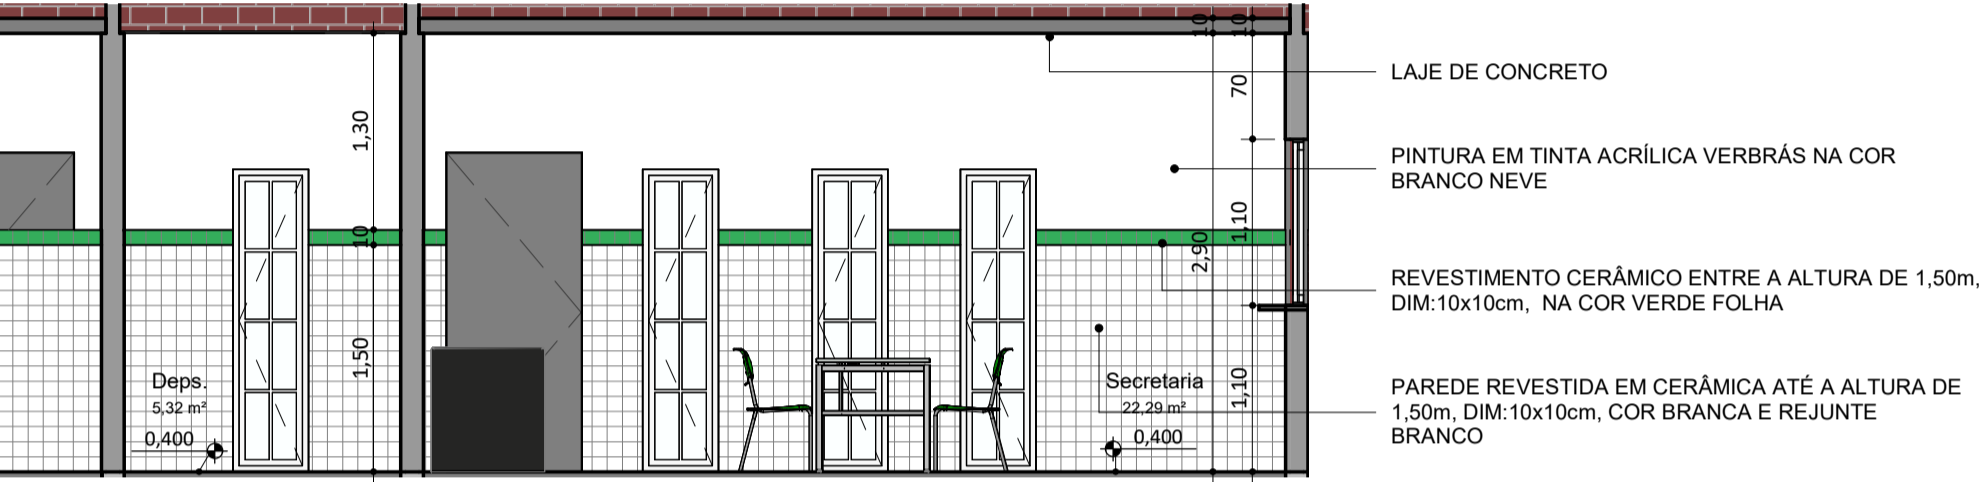 10
10
LAJE DE CONCRETO
70
1,30
PINTURA EM TINTA ACRÍLICA VERBRÁS NA COR
BRANCO NEVE
1,10
10
2,90
REVESTIMENTO CERÂMICO ENTRE A ALTURA DE 1,50m,
DIM:10x10cm, NA COR VERDE FOLHA
1,50
Deps.
5,32 m²
0,400
Secretaria
22,29 m²
0,400
1,10
PAREDE REVESTIDA EM CERÂMICA ATÉ A ALTURA DE
1,50m, DIM:10x10cm, COR BRANCA E REJUNTE
BRANCO